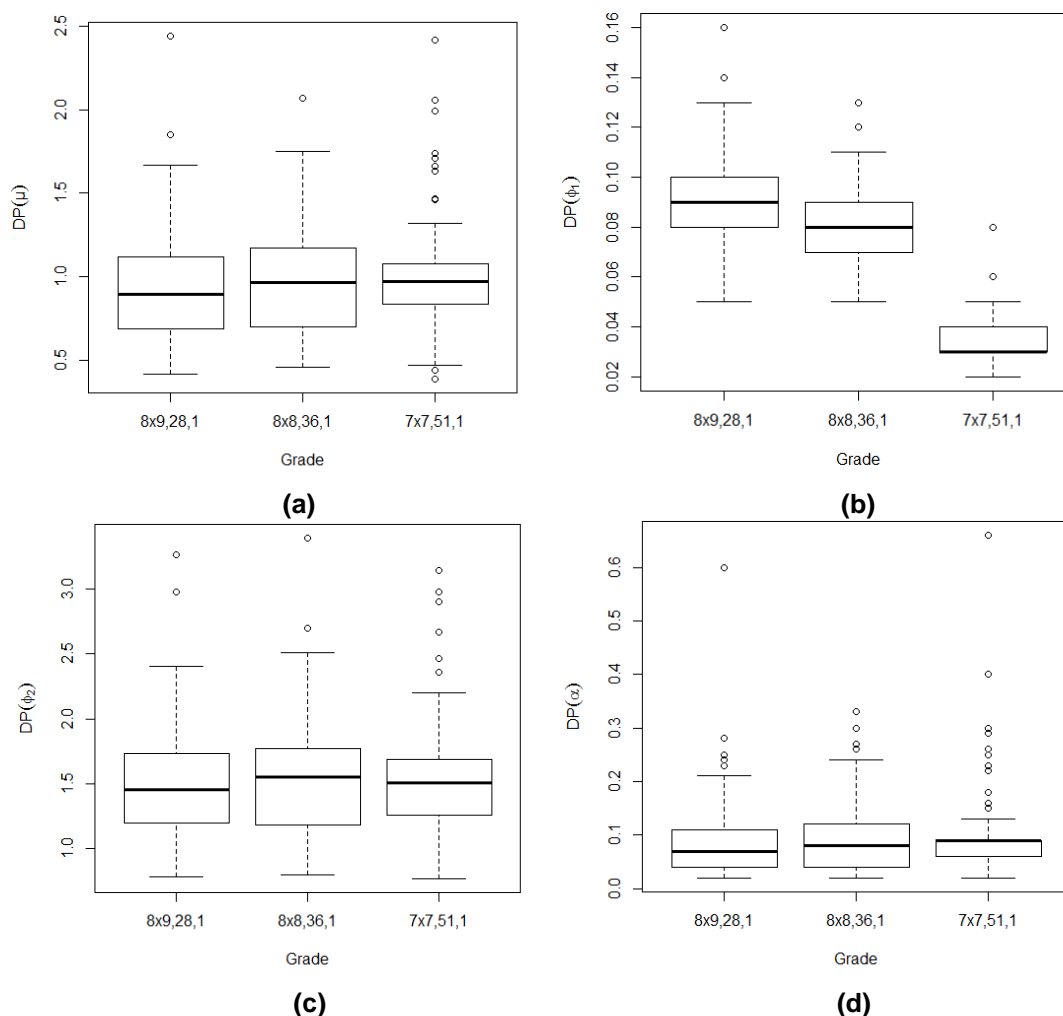 DP(μ)
2.5
2.0
1.5
1.0
0.5
8x9,28,1 8x8,36,1 7x7,51,1
Grade
(a)
DP(ϕ₁)
0.16
0.14
0.12
0.10
0.08
0.06
0.04
0.02
8x9,28,1 8x8,36,1 7x7,51,1
Grade
(b)
DP(ϕ₂)
3.0
2.5
2.0
1.5
1.0
8x9,28,1 8x8,36,1 7x7,51,1
Grade
(c)
DP(α)
0.6
0.5
0.4
0.3
0.2
0.1
0.0
8x9,28,1 8x8,36,1 7x7,51,1
Grade
(d)